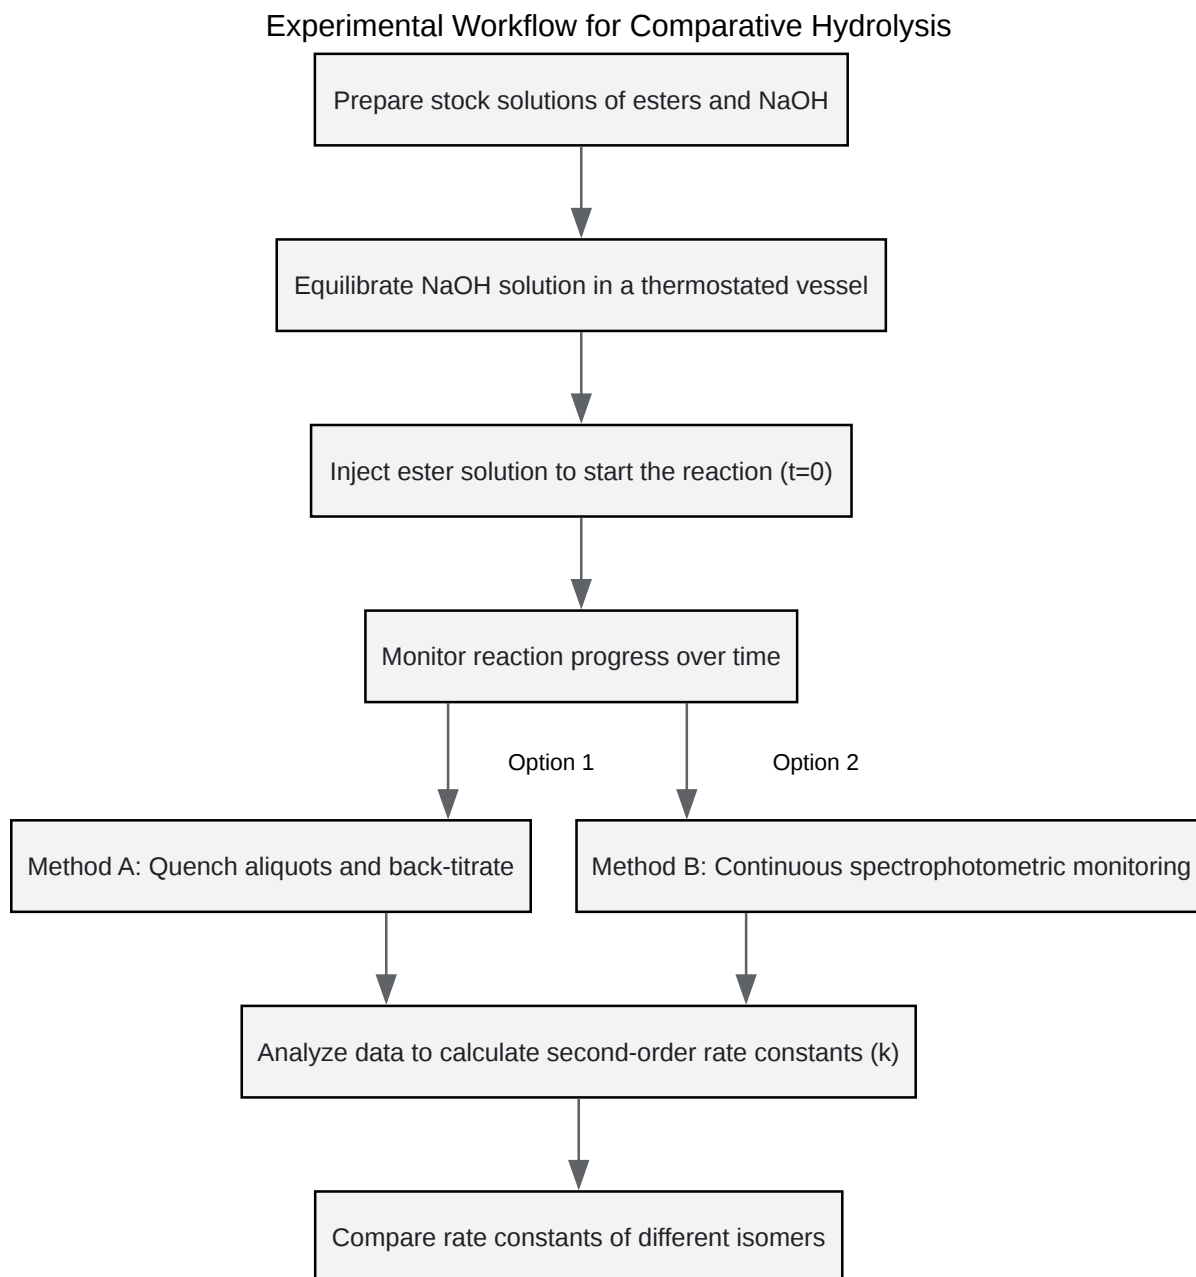 Experimental Workflow for Comparative Hydrolysis
Prepare stock solutions of esters and NaOH
Equilibrate NaOH solution in a thermostated vessel
Inject ester solution to start the reaction (t=0)
Monitor reaction progress over time
Option 1
Option 2
Method A: Quench aliquots and back-titrate
Method B: Continuous spectrophotometric monitoring
Analyze data to calculate second-order rate constants (k)
Compare rate constants of different isomers